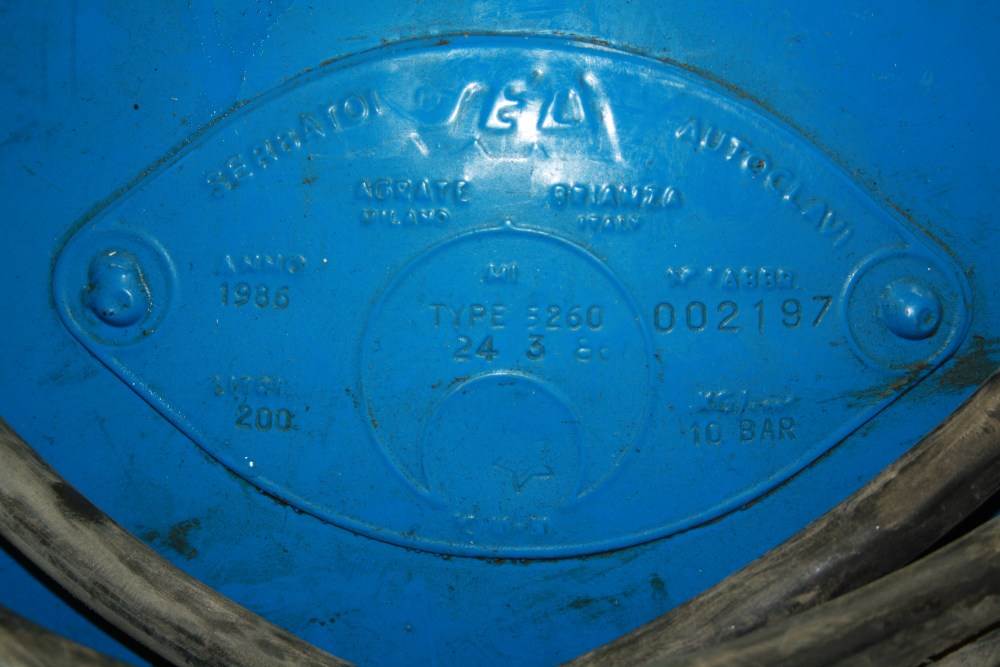 SERBATOI SEA AUTOCLAVI
AGRATE BRIANZA
MILANO ITALY
ANNO
1986
MI
TYPE 5260
24 3
002197
LITRI
200
10 BAR